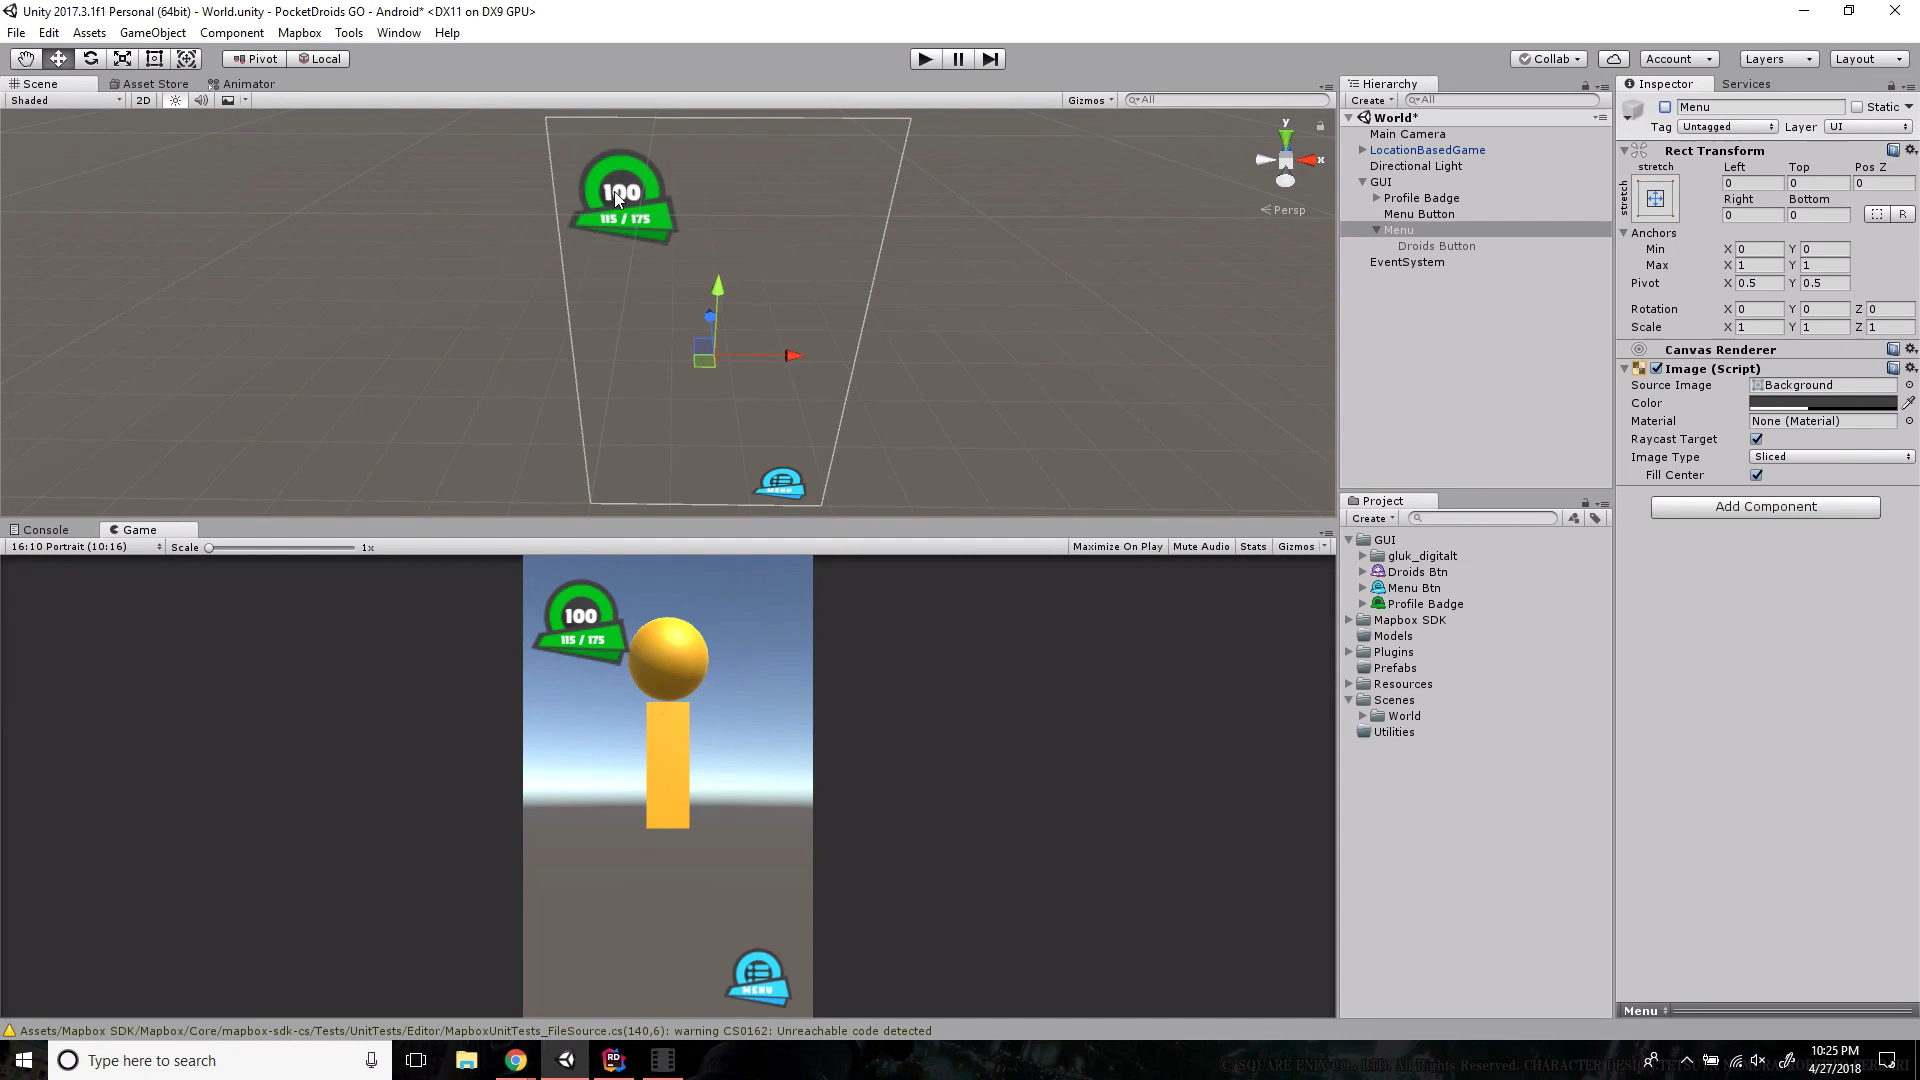 Unity 2017.3.1f1 Personal (64bit) - World.unity - PocketDroids GO - Android* <DX11 on DX9 GPU>
File Edit Assets GameObject Component Mapbox Tools Window Help
Pivot Local Collab Account Layers Layout
Scene Asset Store Animator
Shaded 2D Gizmos All
y
x
Persp
100
115 / 175
MENU
Console Game
16:10 Portrait (10:16) Scale 1x Maximize On Play Mute Audio Stats Gizmos
100
115 / 175
MENU
Hierarchy
Create All
World*
Main Camera
LocationBasedGame
Directional Light
GUI
Profile Badge
Menu Button
Menu
Droids Button
EventSystem
Project
Create
GUI
gluk_digitalt
Droids Btn
Menu Btn
Profile Badge
Mapbox SDK
Models
Plugins
Prefabs
Resources
Scenes
World
Utilities
Inspector Services
Menu Static
Tag Untagged Layer UI
Rect Transform
stretch Left Top Pos Z
stretch 0 0 0
Right Bottom
0 0 R
Anchors
Min X 0 Y 0
Max X 1 Y 1
Pivot X 0.5 Y 0.5
Rotation X 0 Y 0 Z 0
Scale X 1 Y 1 Z 1
Canvas Renderer
Image (Script)
Source Image Background
Color
Material None (Material)
Raycast Target
Image Type Sliced
Fill Center
Add Component
Menu
Assets/Mapbox SDK/Mapbox/Core/mapbox-sdk-cs/Tests/UnitTests/Editor/MapboxUnitTests_FileSource.cs(140,6): warning CS0162: Unreachable code detected
Type here to search
RD
10:25 PM
4/27/2018